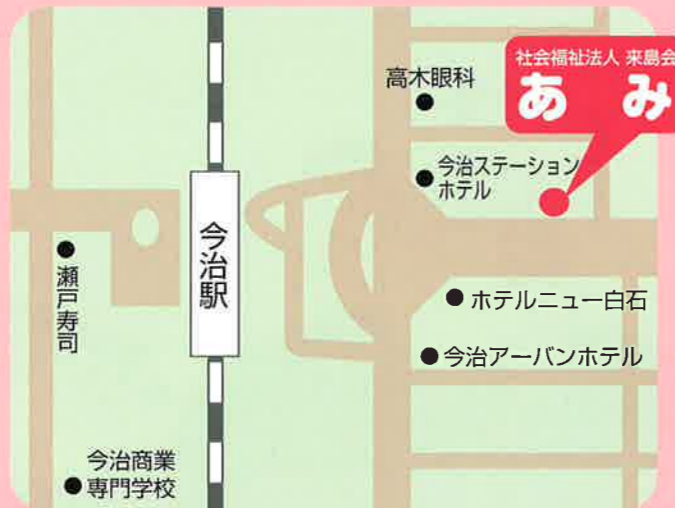 社会福祉法人 来島会
あみ
高木眼科
今治ステーション
ホテル
今治駅
瀬戸寿司
ホテルニュー白石
今治アーバンホテル
今治商業
専門学校